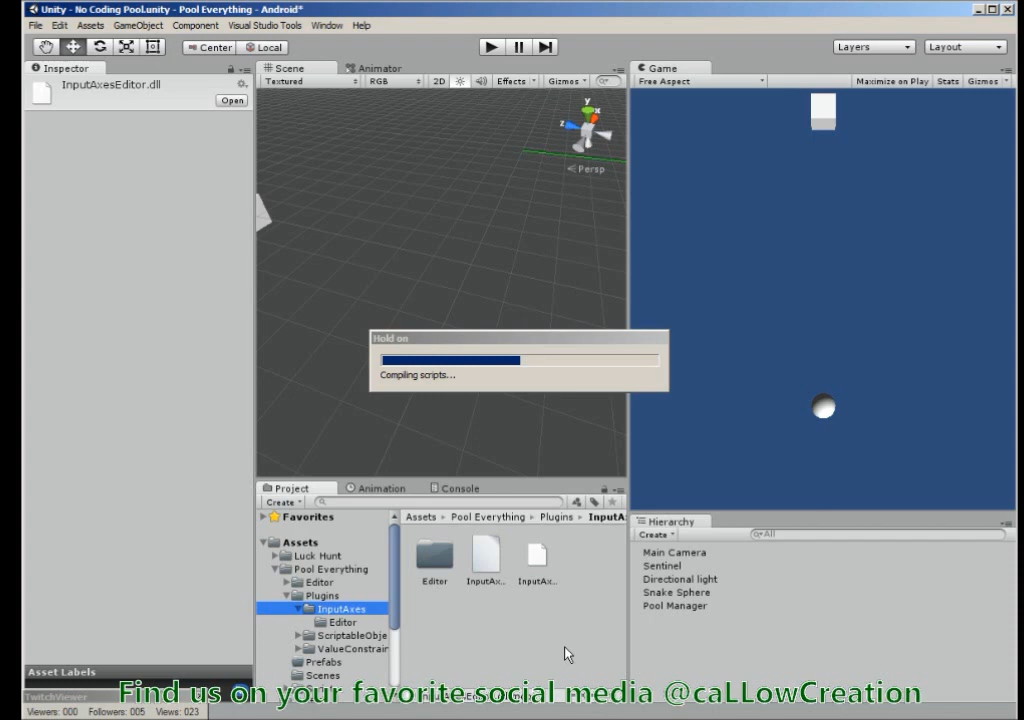 Unity - No Coding Pool.unity - Pool Everything - Android*
File Edit Assets GameObject Component Visual Studio Tools Window Help
Center Local Layers Layout
Inspector
InputAxesEditor.dll
Open
Scene Animator
Textured RGB 2D Effects Gizmos
y
x
z
Persp
Game
Free Aspect Maximize on Play Stats Gizmos
Hold on
Compiling scripts...
Project Animation Console
Create
Favorites
Assets
Luck Hunt
Pool Everything
Editor
Plugins
InputAxes
Editor
ScriptableObje
ValueConstrair
Prefabs
Scenes
Assets Pool Everything Plugins InputA
Editor InputAx... InputAx...
Hierarchy
Create All
Main Camera
Sentinel
Directional light
Snake Sphere
Pool Manager
Asset Labels
TwitchViewer
Find us on your favorite social media @caLLowCreation
Viewers: 000 Followers: 005 Views: 023